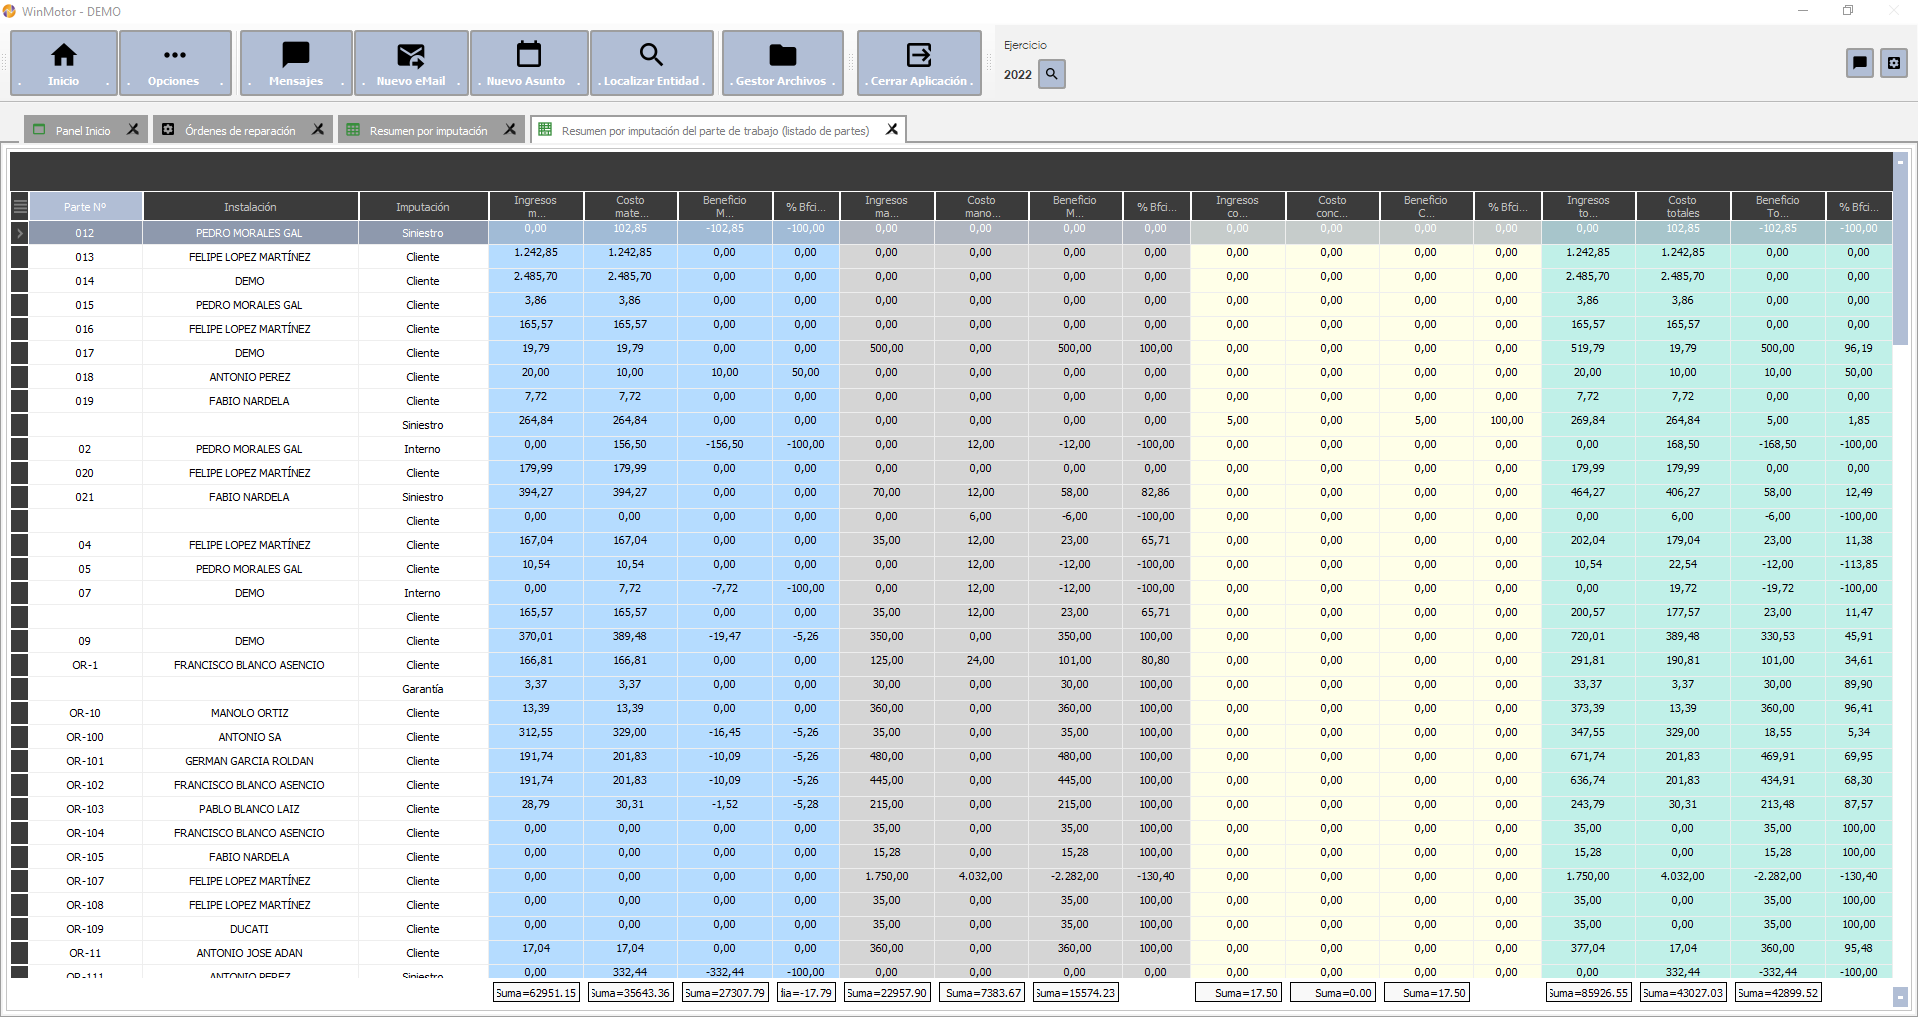 WinMotor - DEMO
. Inicio .
. Opciones .
. Mensajes .
. Nuevo eMail .
. Nuevo Asunto .
. Localizar Entidad .
. Gestor Archivos .
. Cerrar Aplicación .
Ejercicio
2022
Panel Inicio
Órdenes de reparación
Resumen por imputación
Resumen por imputación del parte de trabajo (listado de partes)
Parte Nº Instalación Imputación Ingresos m... Costo mate... Beneficio M... % Bfci... Ingresos ma... Costo mano... Beneficio M... % Bfci... Ingresos co... Costo conc... Beneficio C... % Bfci... Ingresos to... Costo totales Beneficio To... % Bfci...
012 PEDRO MORALES GAL Siniestro 0,00 102,85 -102,85 -100,00 0,00 0,00 0,00 0,00 0,00 0,00 0,00 0,00 0,00 102,85 -102,85 -100,00
013 FELIPE LOPEZ MARTÍNEZ Cliente 1.242,85 1.242,85 0,00 0,00 0,00 0,00 0,00 0,00 0,00 0,00 0,00 0,00 1.242,85 1.242,85 0,00 0,00
014 DEMO Cliente 2.485,70 2.485,70 0,00 0,00 0,00 0,00 0,00 0,00 0,00 0,00 0,00 0,00 2.485,70 2.485,70 0,00 0,00
015 PEDRO MORALES GAL Cliente 3,86 3,86 0,00 0,00 0,00 0,00 0,00 0,00 0,00 0,00 0,00 0,00 3,86 3,86 0,00 0,00
016 FELIPE LOPEZ MARTÍNEZ Cliente 165,57 165,57 0,00 0,00 0,00 0,00 0,00 0,00 0,00 0,00 0,00 0,00 165,57 165,57 0,00 0,00
017 DEMO Cliente 19,79 19,79 0,00 0,00 500,00 0,00 500,00 100,00 0,00 0,00 0,00 0,00 519,79 19,79 500,00 96,19
018 ANTONIO PEREZ Cliente 20,00 10,00 10,00 50,00 0,00 0,00 0,00 0,00 0,00 0,00 0,00 0,00 20,00 10,00 10,00 50,00
019 FABIO NARDELA Cliente 7,72 7,72 0,00 0,00 0,00 0,00 0,00 0,00 0,00 0,00 0,00 0,00 7,72 7,72 0,00 0,00
Siniestro 264,84 264,84 0,00 0,00 0,00 0,00 0,00 0,00 5,00 0,00 5,00 100,00 269,84 264,84 5,00 1,85
02 PEDRO MORALES GAL Interno 0,00 156,50 -156,50 -100,00 0,00 12,00 -12,00 -100,00 0,00 0,00 0,00 0,00 0,00 168,50 -168,50 -100,00
020 FELIPE LOPEZ MARTÍNEZ Cliente 179,99 179,99 0,00 0,00 0,00 0,00 0,00 0,00 0,00 0,00 0,00 0,00 179,99 179,99 0,00 0,00
021 FABIO NARDELA Siniestro 394,27 394,27 0,00 0,00 70,00 12,00 58,00 82,86 0,00 0,00 0,00 0,00 464,27 406,27 58,00 12,49
Cliente 0,00 0,00 0,00 0,00 0,00 6,00 -6,00 -100,00 0,00 0,00 0,00 0,00 0,00 6,00 -6,00 -100,00
04 FELIPE LOPEZ MARTÍNEZ Cliente 167,04 167,04 0,00 0,00 35,00 12,00 23,00 65,71 0,00 0,00 0,00 0,00 202,04 179,04 23,00 11,38
05 PEDRO MORALES GAL Cliente 10,54 10,54 0,00 0,00 0,00 12,00 -12,00 -100,00 0,00 0,00 0,00 0,00 10,54 22,54 -12,00 -113,85
07 DEMO Interno 0,00 7,72 -7,72 -100,00 0,00 12,00 -12,00 -100,00 0,00 0,00 0,00 0,00 0,00 19,72 -19,72 -100,00
Cliente 165,57 165,57 0,00 0,00 35,00 12,00 23,00 65,71 0,00 0,00 0,00 0,00 200,57 177,57 23,00 11,47
09 DEMO Cliente 370,01 389,48 -19,47 -5,26 350,00 0,00 350,00 100,00 0,00 0,00 0,00 0,00 720,01 389,48 330,53 45,91
OR-1 FRANCISCO BLANCO ASENCIO Cliente 166,81 166,81 0,00 0,00 125,00 24,00 101,00 80,80 0,00 0,00 0,00 0,00 291,81 190,81 101,00 34,61
Garantía 3,37 3,37 0,00 0,00 30,00 0,00 30,00 100,00 0,00 0,00 0,00 0,00 33,37 3,37 30,00 89,90
OR-10 MANOLO ORTIZ Cliente 13,39 13,39 0,00 0,00 360,00 0,00 360,00 100,00 0,00 0,00 0,00 0,00 373,39 13,39 360,00 96,41
OR-100 ANTONIO SA Cliente 312,55 329,00 -16,45 -5,26 35,00 0,00 35,00 100,00 0,00 0,00 0,00 0,00 347,55 329,00 18,55 5,34
OR-101 GERMAN GARCIA ROLDAN Cliente 191,74 201,83 -10,09 -5,26 480,00 0,00 480,00 100,00 0,00 0,00 0,00 0,00 671,74 201,83 469,91 69,95
OR-102 FRANCISCO BLANCO ASENCIO Cliente 191,74 201,83 -10,09 -5,26 445,00 0,00 445,00 100,00 0,00 0,00 0,00 0,00 636,74 201,83 434,91 68,30
OR-103 PABLO BLANCO LAIZ Cliente 28,79 30,31 -1,52 -5,28 215,00 0,00 215,00 100,00 0,00 0,00 0,00 0,00 243,79 30,31 213,48 87,57
OR-104 FRANCISCO BLANCO ASENCIO Cliente 0,00 0,00 0,00 0,00 35,00 0,00 35,00 100,00 0,00 0,00 0,00 0,00 35,00 0,00 35,00 100,00
OR-105 FABIO NARDELA Cliente 0,00 0,00 0,00 0,00 15,28 0,00 15,28 100,00 0,00 0,00 0,00 0,00 15,28 0,00 15,28 100,00
OR-107 FELIPE LOPEZ MARTÍNEZ Cliente 0,00 0,00 0,00 0,00 1.750,00 4.032,00 -2.282,00 -130,40 0,00 0,00 0,00 0,00 1.750,00 4.032,00 -2.282,00 -130,40
OR-108 FELIPE LOPEZ MARTÍNEZ Cliente 0,00 0,00 0,00 0,00 35,00 0,00 35,00 100,00 0,00 0,00 0,00 0,00 35,00 0,00 35,00 100,00
OR-109 DUCATI Cliente 0,00 0,00 0,00 0,00 35,00 0,00 35,00 100,00 0,00 0,00 0,00 0,00 35,00 0,00 35,00 100,00
OR-11 ANTONIO JOSE ADAN Cliente 17,04 17,04 0,00 0,00 360,00 0,00 360,00 100,00 0,00 0,00 0,00 0,00 377,04 17,04 360,00 95,48
OR-111 ANTONIO PEREZ Siniestro 0,00 332,44 -332,44 -100,00 0,00 0,00 0,00 0,00 0,00 0,00 0,00 0,00 0,00 332,44 -332,44 -100,00
Suma=62951.15 Suma=35643.36 Suma=27307.79 dia=-17.79 Suma=22957.90 Suma=7383.67 Suma=15574.23 Suma=17.50 Suma=0.00 Suma=17.50 Suma=85926.55 Suma=43027.03 Suma=42899.52